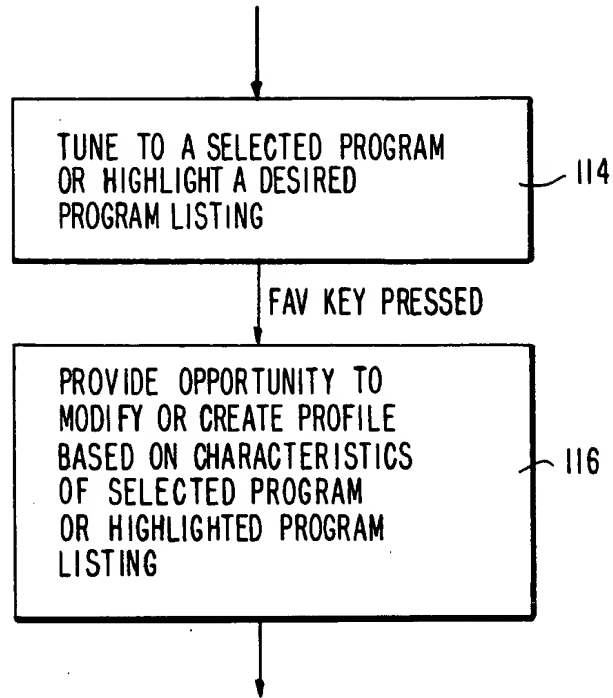 TUNE TO A SELECTED PROGRAM
OR HIGHLIGHT A DESIRED
PROGRAM LISTING
114
FAV KEY PRESSED
PROVIDE OPPORTUNITY TO
MODIFY OR CREATE PROFILE
BASED ON CHARACTERISTICS
OF SELECTED PROGRAM
OR HIGHLIGHTED PROGRAM
LISTING
116